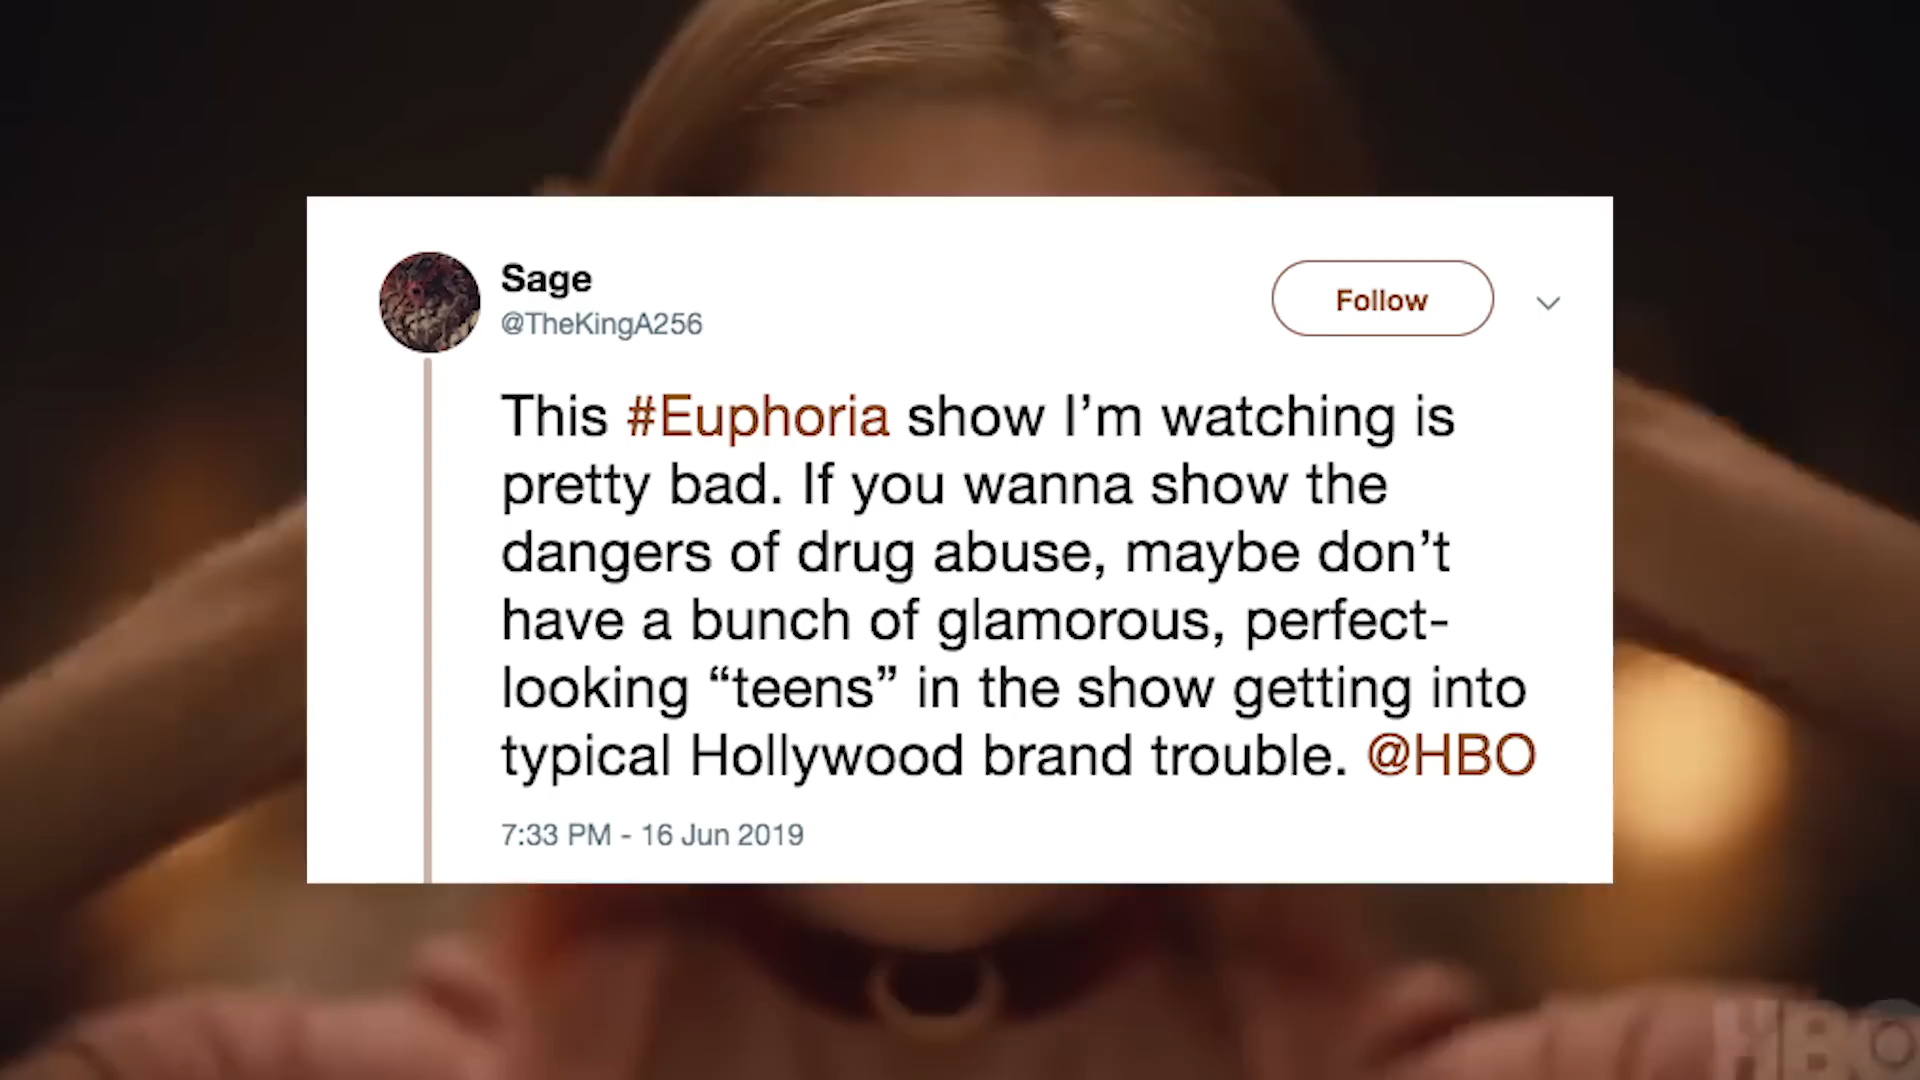 Sage
@TheKingA256
Follow
This #Euphoria show I’m watching is
pretty bad. If you wanna show the
dangers of drug abuse, maybe don’t
have a bunch of glamorous, perfect-
looking “teens” in the show getting into
typical Hollywood brand trouble. @HBO
7:33 PM - 16 Jun 2019
HBO